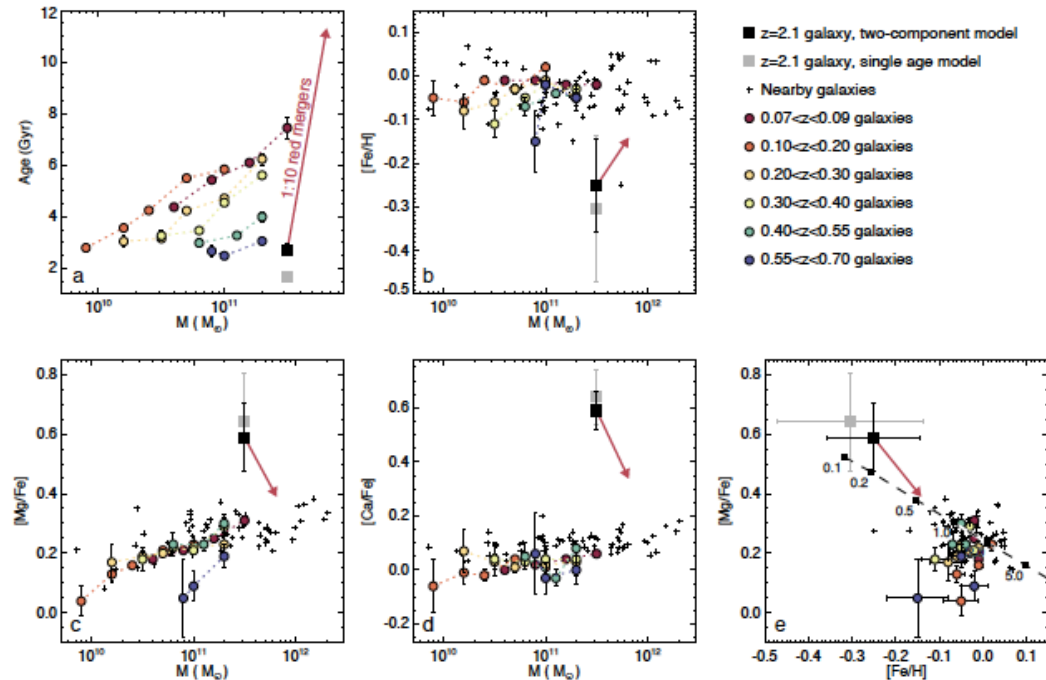 12
10
8
6
4
2
Age (Gyr)
1:10 red mergers
a
10^10
10^11
M (M_⊙)
0.1
0.0
-0.1
-0.2
-0.3
-0.4
-0.5
[Fe/H]
b
10^10
10^11
10^12
M (M_⊙)
z=2.1 galaxy, two-component model
z=2.1 galaxy, single age model
Nearby galaxies
0.07<z<0.09 galaxies
0.10<z<0.20 galaxies
0.20<z<0.30 galaxies
0.30<z<0.40 galaxies
0.40<z<0.55 galaxies
0.55<z<0.70 galaxies
0.8
0.6
0.4
0.2
0.0
[Mg/Fe]
c
10^10
10^11
10^12
M (M_⊙)
0.6
0.4
0.2
0.0
-0.2
[Ca/Fe]
d
10^10
10^11
10^12
M (M_⊙)
0.8
0.6
0.4
0.2
0.0
[Mg/Fe]
0.1
0.2
0.5
1.0
5.0
e
-0.5 -0.4 -0.3 -0.2 -0.1 0.0 0.1
[Fe/H]